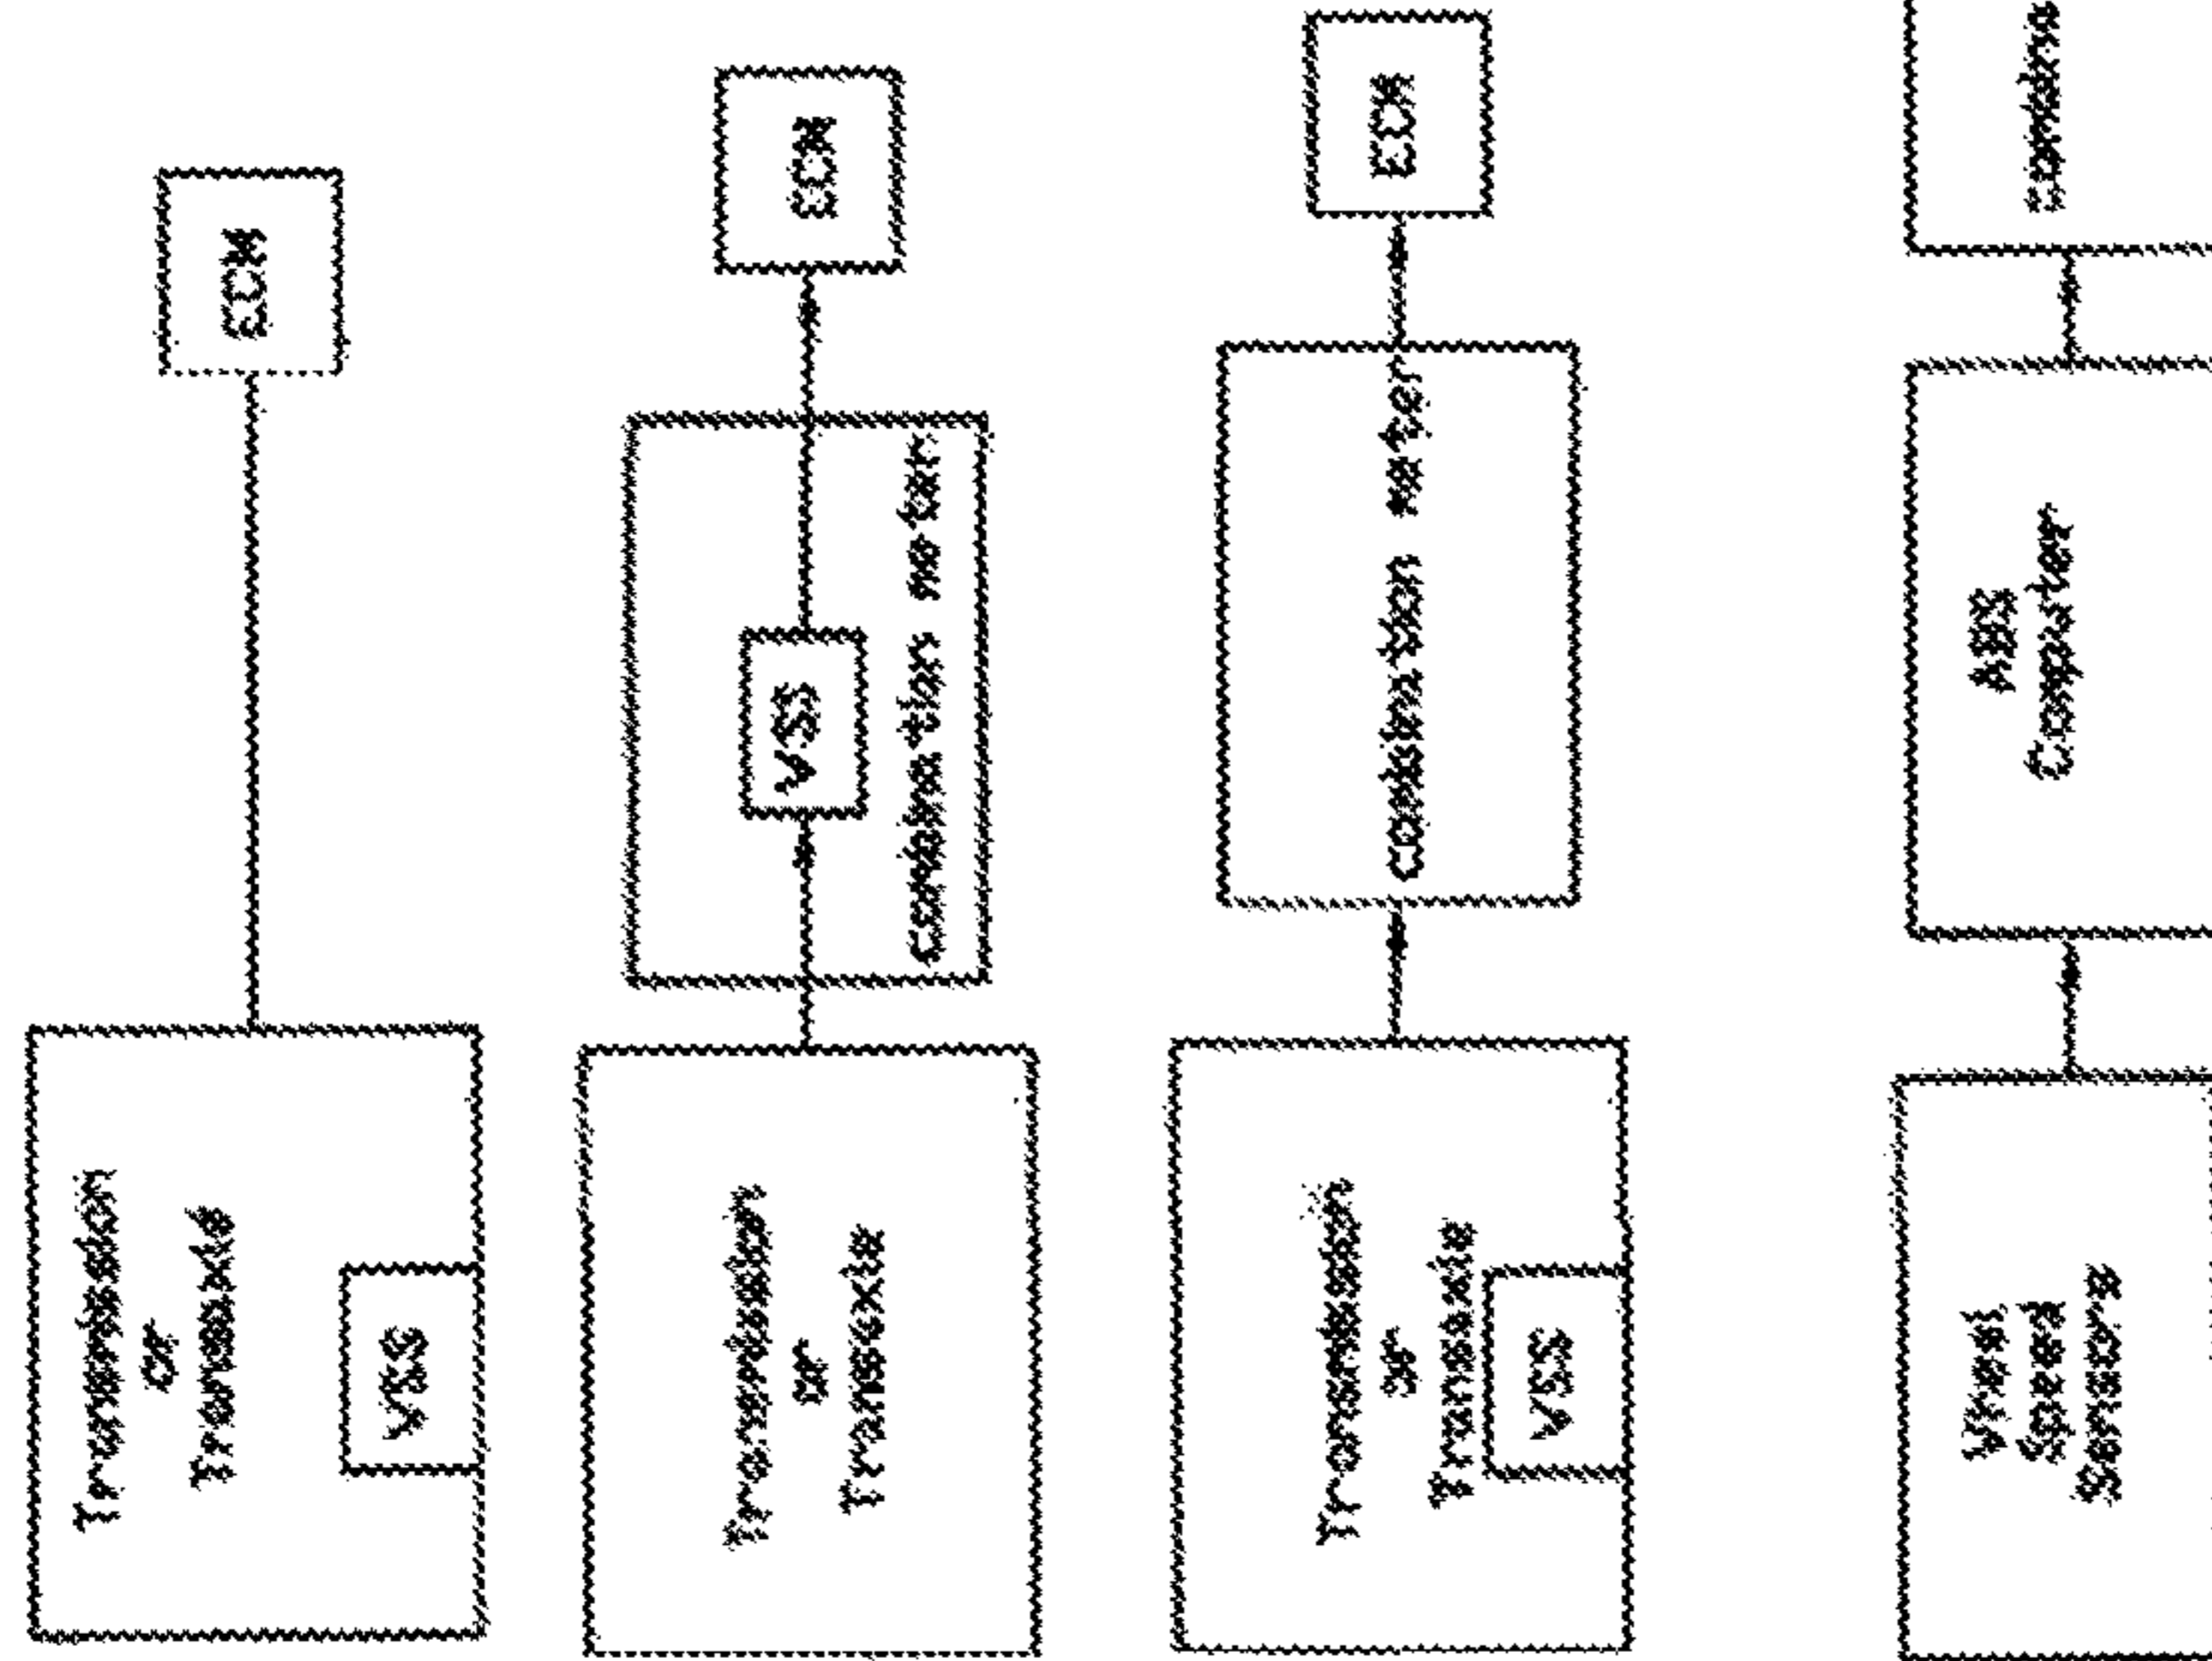 ECM
Transmission
or
Transaxle
VSS
ECM
VSS
combination meter
Transmission
or
Transaxle
ECM
Combination meter
Transmission
or
Transaxle
VSS
ABS
Computer
Speed
Sensors